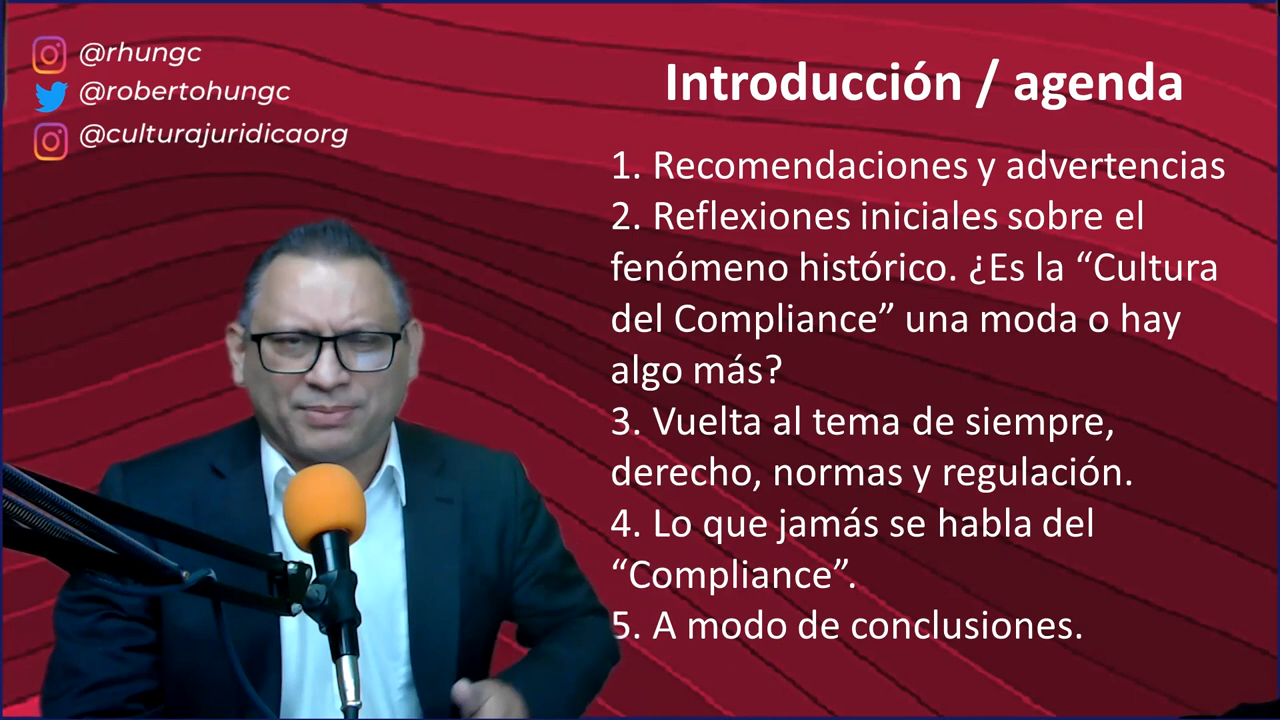 @rhungc
@robertohungc
@culturajuridicaorg
Introducción / agenda
1. Recomendaciones y advertencias
2. Reflexiones iniciales sobre el
fenómeno histórico. ¿Es la “Cultura
del Compliance” una moda o hay
algo más?
3. Vuelta al tema de siempre,
derecho, normas y regulación.
4. Lo que jamás se habla del
“Compliance”.
5. A modo de conclusiones.